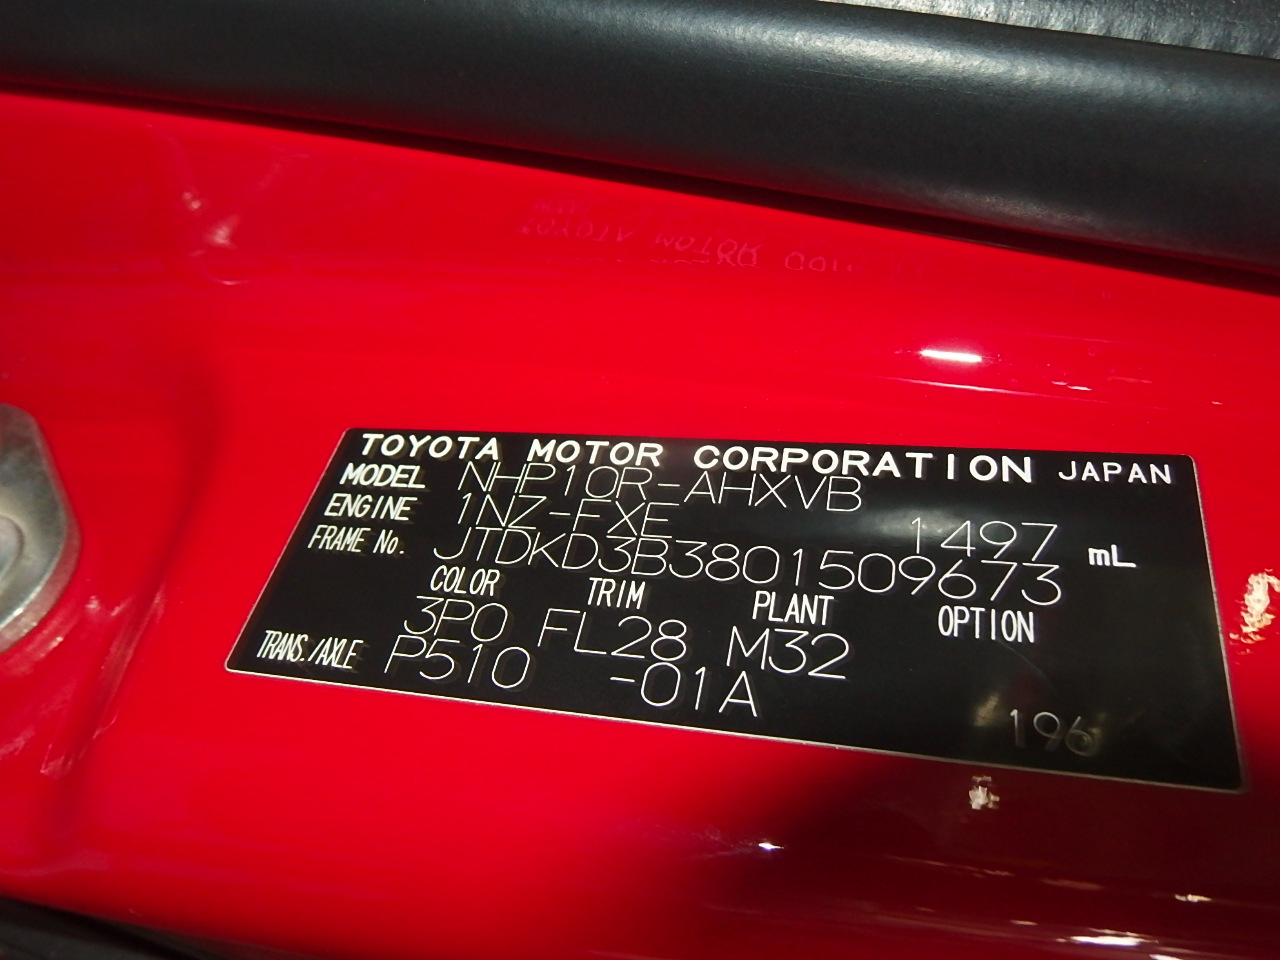 TOYOTA MOTOR CORPORATION JAPAN
MODEL NHP10R-AHXVB
ENGINE 1NZ-FXE 1497 mL
FRAME No. JTDKD3B3801509673
COLOR TRIM PLANT OPTION
3P0 FL28 M32
TRANS./AXLE P510 -01A
196